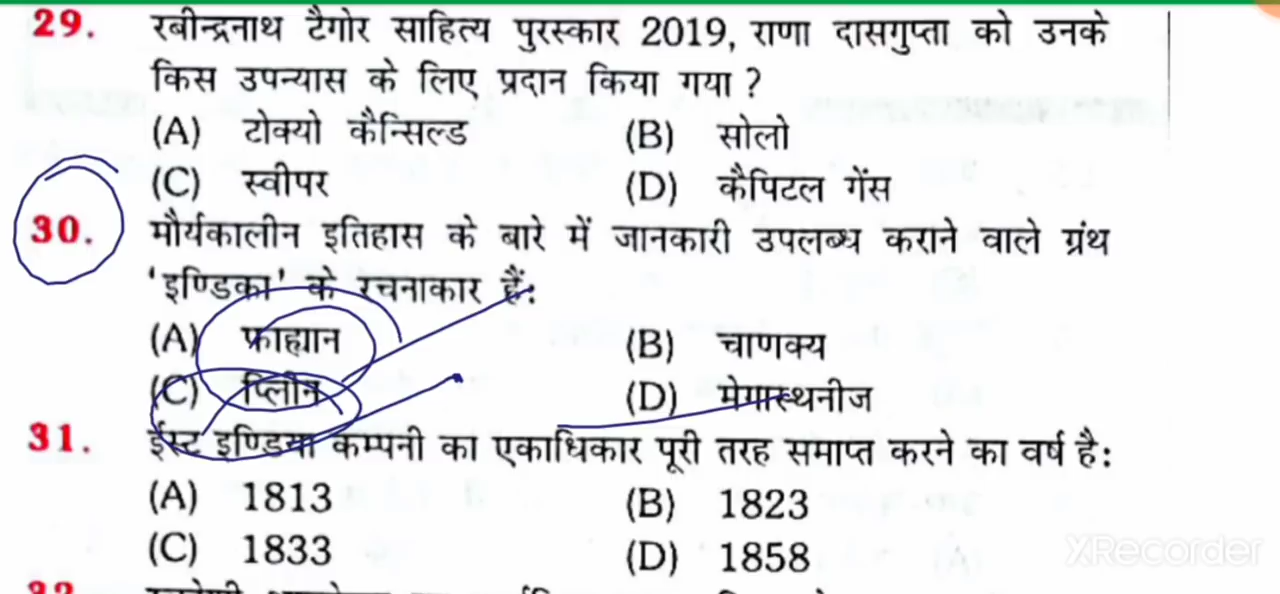 29. रबीन्द्रनाथ टैगोर साहित्य पुरस्कार 2019, राणा दासगुप्ता को उनके
किस उपन्यास के लिए प्रदान किया गया ?
(A) टोक्यो कैन्सिल्ड (B) सोलो
(C) स्वीपर (D) कैपिटल गेंस
30. मौर्यकालीन इतिहास के बारे में जानकारी उपलब्ध कराने वाले ग्रंथ
'इण्डिका' के रचनाकार हैं:
(A) फाह्यान (B) चाणक्य
(C) प्लिनि (D) मेगास्थनीज
31. ईस्ट इण्डिया कम्पनी का एकाधिकार पूरी तरह समाप्त करने का वर्ष है:
(A) 1813 (B) 1823
(C) 1833 (D) 1858
XRecorder
32.